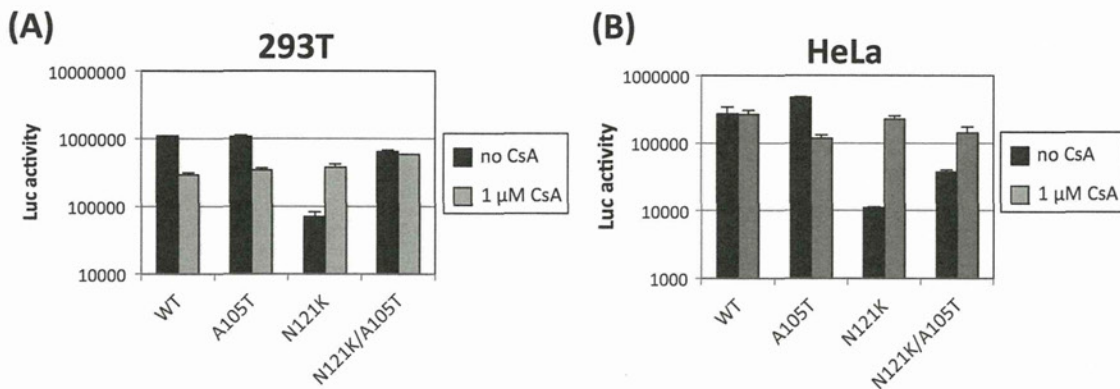 (A)
293T
Luc activity
10000000
1000000
100000
10000
WT
A105T
N121K
N121K/A105T
no CsA
1 µM CsA
(B)
HeLa
Luc activity
1000000
100000
10000
1000
WT
A105T
N121K
N121K/A105T
no CsA
1 µM CsA